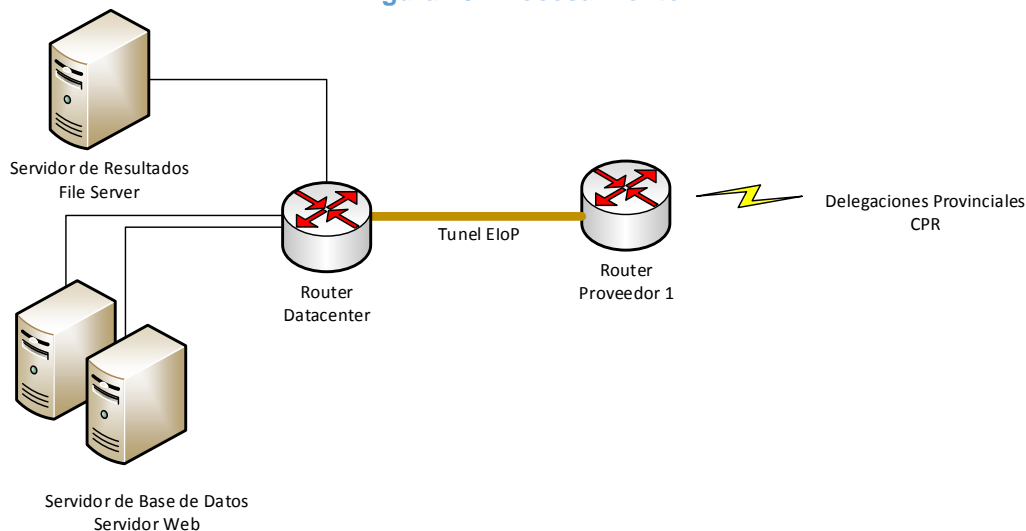 Servidor de Resultados
File Server
Router
Datacenter
Tunel EIoP
Router
Proveedor 1
Delegaciones Provinciales
CPR
Servidor de Base de Datos
Servidor Web